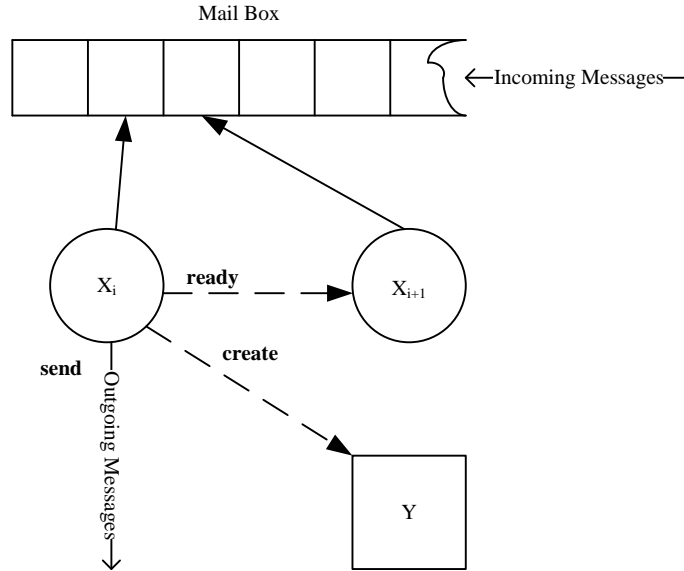 Mail Box
Incoming Messages
Xi
ready
Xi+1
create
send
Outgoing Messages
Y